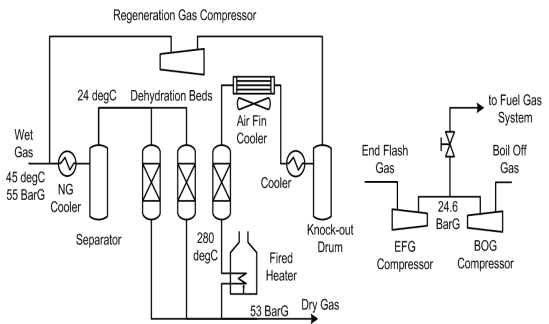 Regeneration Gas Compressor
24 degC
Dehydration Beds
to Fuel Gas
System
Air Fin
Cooler
Wet
Gas
End Flash
Gas
Boil Off
Gas
45 degC
55 BarG
NG
Cooler
Cooler
24.6
BarG
Separator
Knock-out
Drum
280
degC
Fired
Heater
EFG
Compressor
BOG
Compressor
53 BarG
Dry Gas